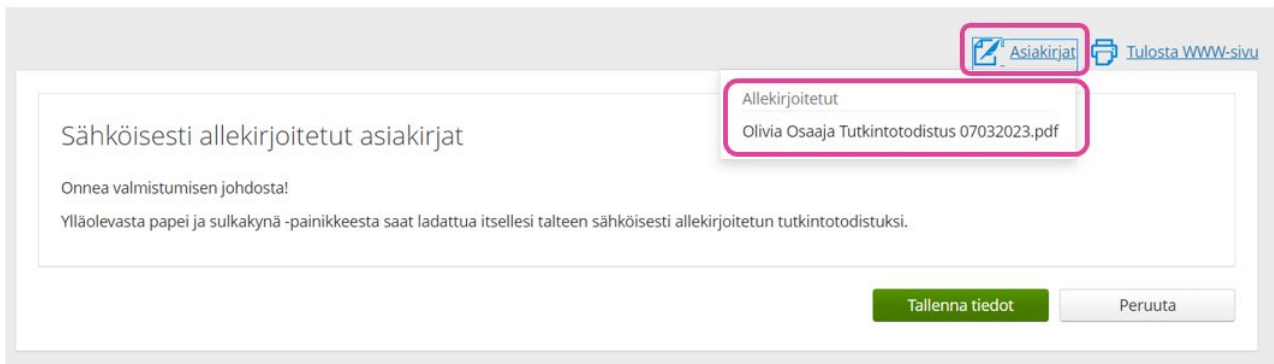 Asiakirjat Tulosta WWW-sivu
Allekirjoitetut
Olivia Osaaja Tutkintotodistus 07032023.pdf
Sähköisesti allekirjoitetut asiakirjat
Onnea valmistumisen johdosta!
Ylläolevasta papei ja sulkakynä -painikkeesta saat ladattua itsellesi talteen sähköisesti allekirjoitetun tutkintotodistuksi.
Tallenna tiedot Peruuta